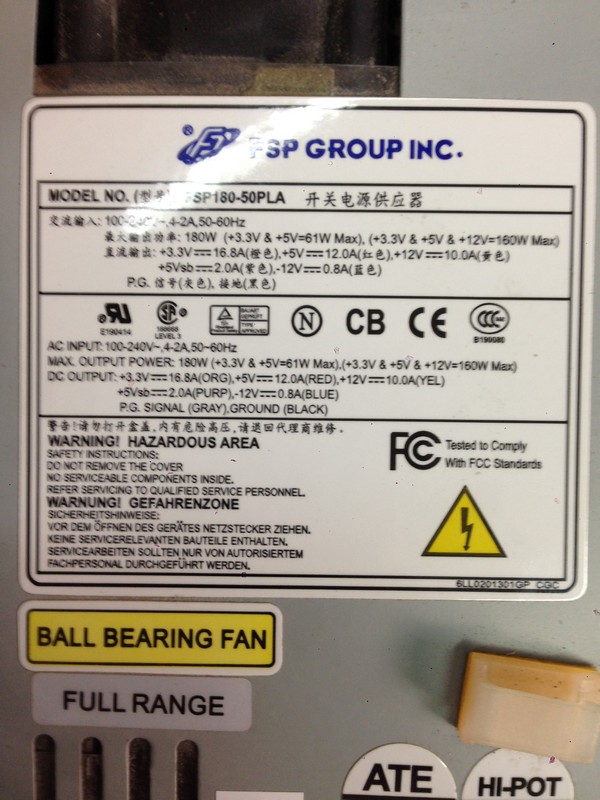 ® FSP GROUP INC.
MODEL NO. (型号) FSP180-50PLA 开关电源供应器
交流输入: 100-240V~,4-2A,50-60Hz
最大输出功率: 180W (+3.3V & +5V=61W Max), (+3.3V & +5V & +12V=160W Max)
直流输出: +3.3V⎓16.8A(橙色),+5V⎓12.0A(红色),+12V⎓10.0A(黄色)
+5Vsb⎓2.0A(紫色),-12V⎓0.8A(蓝色)
P.G. 信号(灰色), 接地(黑色)
E190414
LEVEL 3
N CB CE CCC
AC INPUT: 100-240V~,4-2A,50~60Hz
MAX. OUTPUT POWER: 180W (+3.3V & +5V=61W Max),(+3.3V & +5V & +12V=160W Max)
DC OUTPUT: +3.3V⎓16.8A(ORG),+5V⎓12.0A(RED),+12V⎓10.0A(YEL)
+5Vsb⎓2.0A(PURP),-12V⎓0.8A(BLUE)
P.G. SIGNAL (GRAY),GROUND (BLACK)
警告!请勿打开盒盖,内有危险高压,请退回代理商维修.
WARNING! HAZARDOUS AREA
SAFETY INSTRUCTIONS:
DO NOT REMOVE THE COVER
NO SERVICEABLE COMPONENTS INSIDE.
REFER SERVICING TO QUALIFIED SERVICE PERSONNEL.
WARNUNG! GEFAHRENZONE
SICHERHEITSHINWEISE:
VOR DEM ÖFFNEN DES GERÄTES NETZSTECKER ZIEHEN.
KEINE SERVICERELEVANTEN BAUTEILE ENTHALTEN.
SERVICEARBEITEN SOLLTEN NUR VON AUTORISIERTEM
FACHPERSONAL DURCHGEFÜHRT WERDEN.
FCC Tested to Comply
With FCC Standards
6LL0201301GP CGC
BALL BEARING FAN
FULL RANGE
ATE
HI-POT